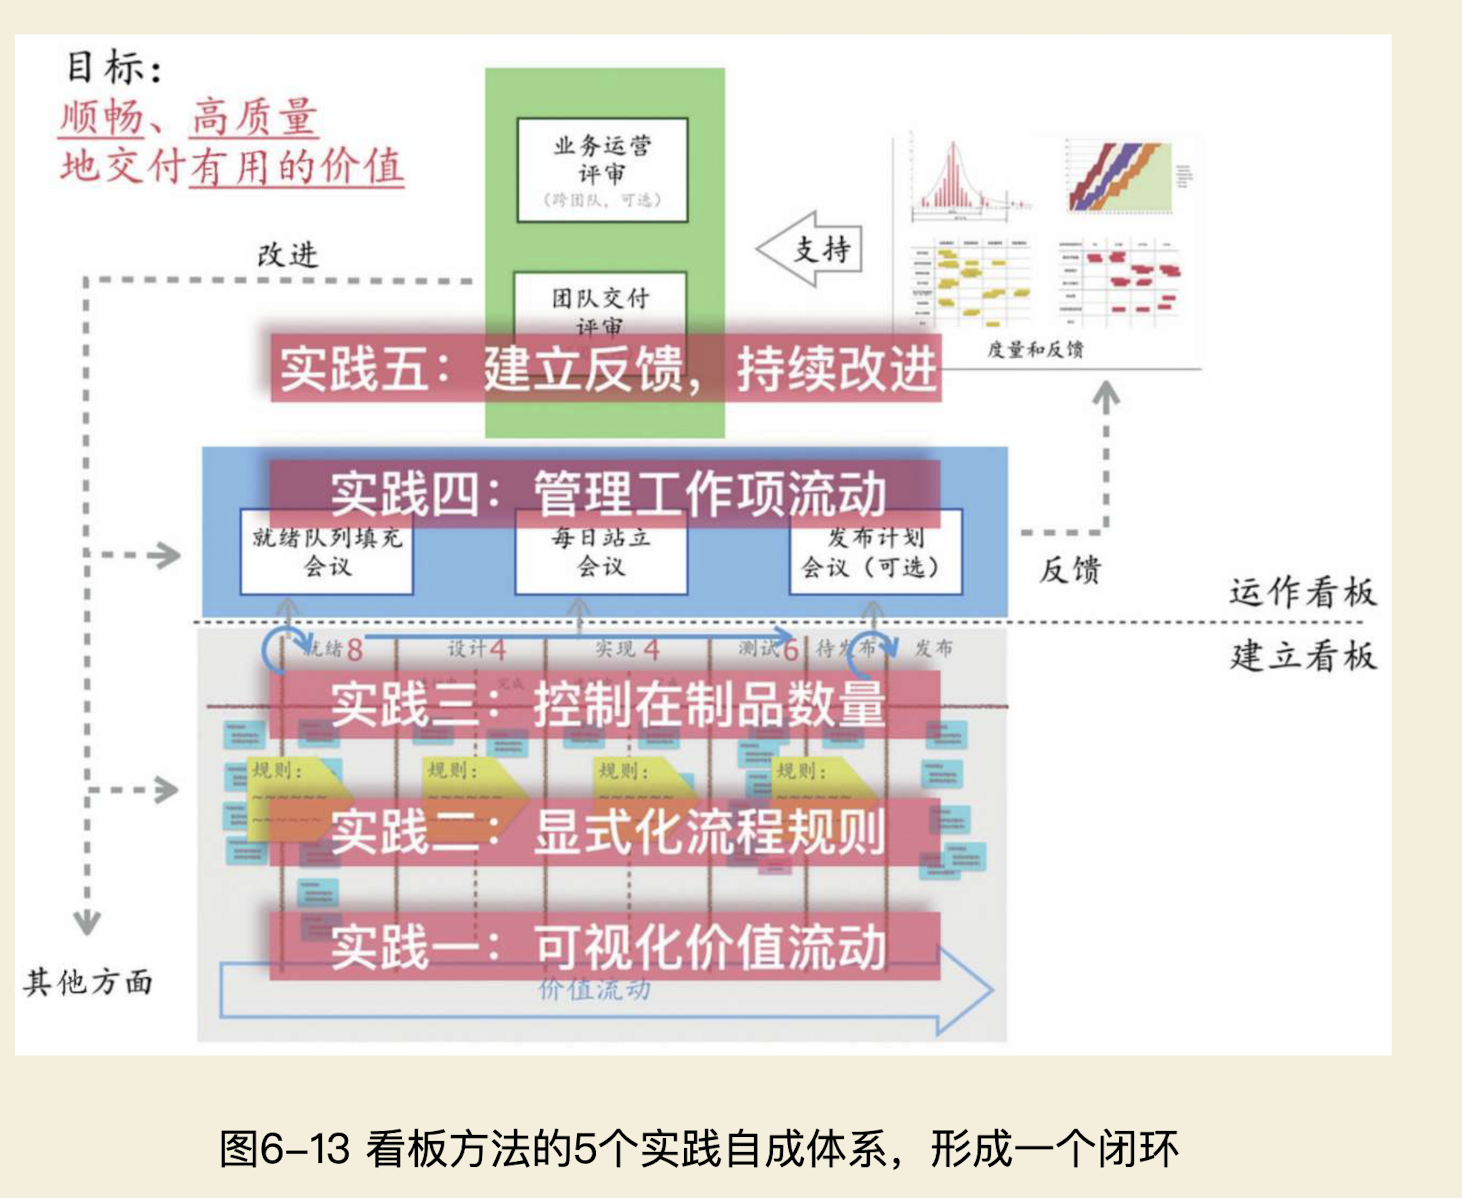 目标：
顺畅、高质量
地交付有用的价值
业务运营
评审
（跨团队，可选）
支持
改进
团队交付
评审
度量和反馈
实践五：建立反馈，持续改进
实践四：管理工作项流动
就绪队列填充
会议
每日站立
会议
发布计划
会议（可选）
反馈
运作看板
建立看板
就绪8
设计4
实现4
测试6
待发布
发布
完成
实践三：控制在制品数量
规则：
规则：
规则：
规则：
实践二：显式化流程规则
实践一：可视化价值流动
价值流动
其他方面
图6-13 看板方法的5个实践自成体系，形成一个闭环